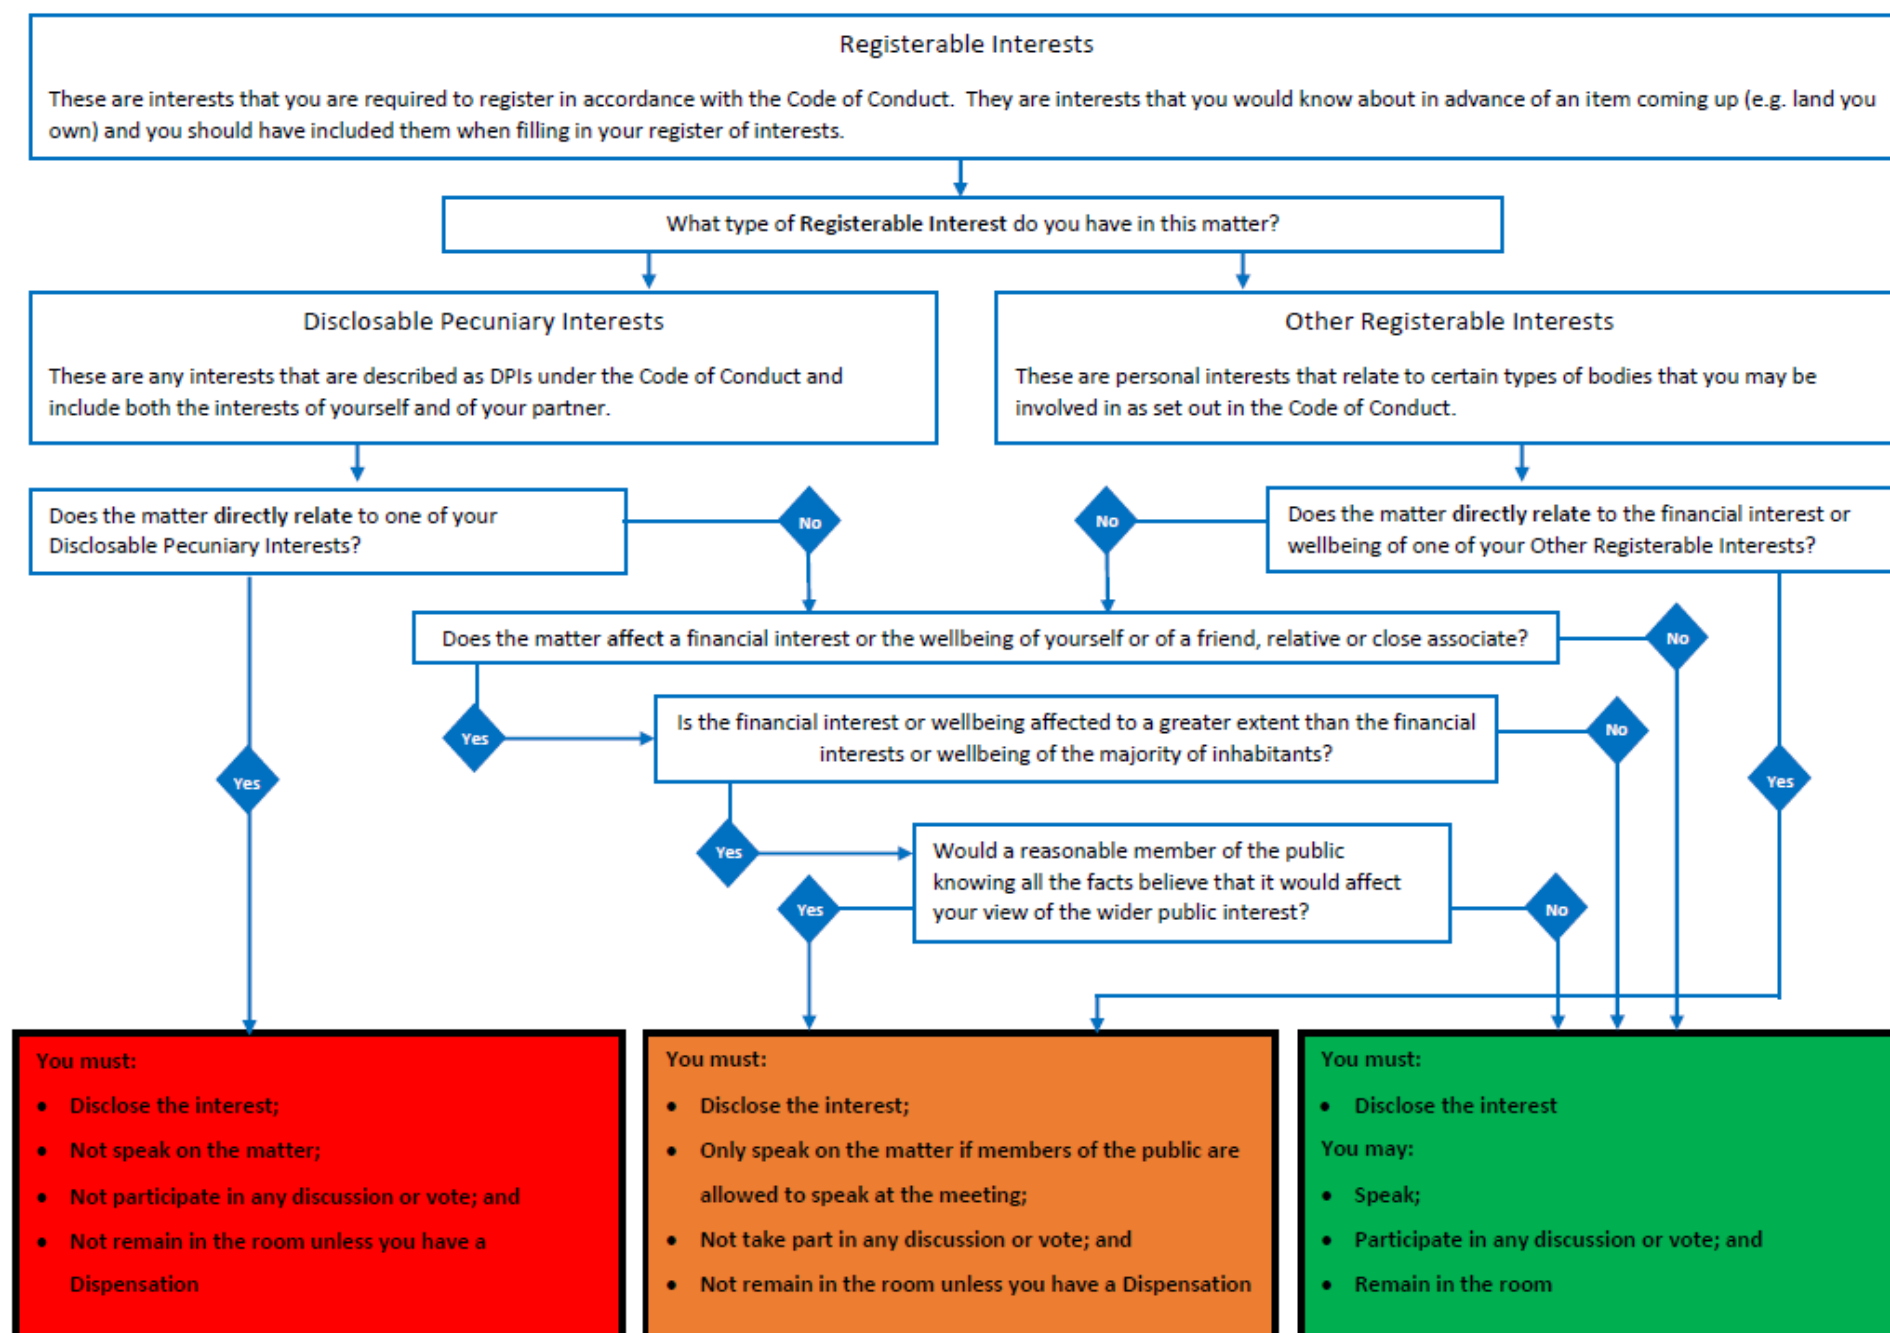 Registerable Interests
These are interests that you are required to register in accordance with the Code of Conduct. They are interests that you would know about in advance of an item coming up (e.g. land you
own) and you should have included them when filling in your register of interests.
What type of Registerable Interest do you have in this matter?
Disclosable Pecuniary Interests
These are any interests that are described as DPIs under the Code of Conduct and
include both the interests of yourself and of your partner.
Other Registerable Interests
These are personal interests that relate to certain types of bodies that you may be
involved in as set out in the Code of Conduct.
Does the matter directly relate to one of your
Disclosable Pecuniary Interests?
No
No
Does the matter directly relate to the financial interest or
wellbeing of one of your Other Registerable Interests?
Does the matter affect a financial interest or the wellbeing of yourself or of a friend, relative or close associate?
No
Yes
Is the financial interest or wellbeing affected to a greater extent than the financial
interests or wellbeing of the majority of inhabitants?
No
Yes
Yes
Yes
Would a reasonable member of the public
knowing all the facts believe that it would affect
your view of the wider public interest?
Yes
No
You must:
• Disclose the interest;
• Not speak on the matter;
• Not participate in any discussion or vote; and
• Not remain in the room unless you have a
Dispensation
You must:
• Disclose the interest;
• Only speak on the matter if members of the public are
allowed to speak at the meeting;
• Not take part in any discussion or vote; and
• Not remain in the room unless you have a Dispensation
You must:
• Disclose the interest
You may:
• Speak;
• Participate in any discussion or vote; and
• Remain in the room